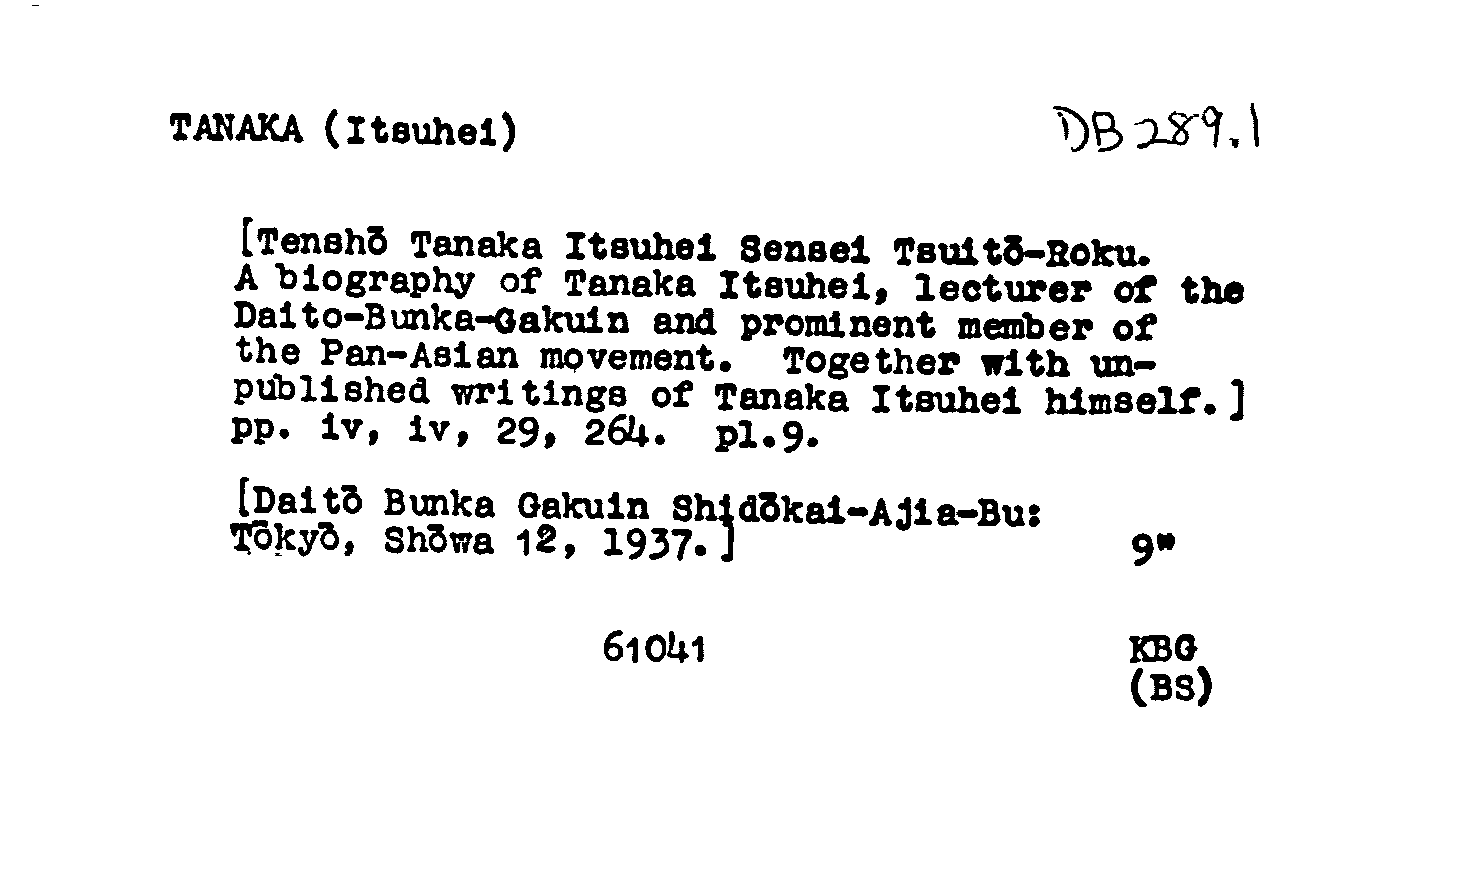 TANAKA (Itsuhei) DB 289.1
[Tenshō Tanaka Itsuhei Sensei Tsuitō-Roku.
A biography of Tanaka Itsuhei, lecturer of the
Daito-Bunka-Gakuin and prominent member of
the Pan-Asian movement. Together with un-
published writings of Tanaka Itsuhei himself.]
pp. iv, iv, 29, 264. pl.9.
[Daitō Bunka Gakuin Shidōkai-Ajia-Bu:
Tōkyō, Shōwa 12, 1937.]
9"
61041 KBG
(BS)